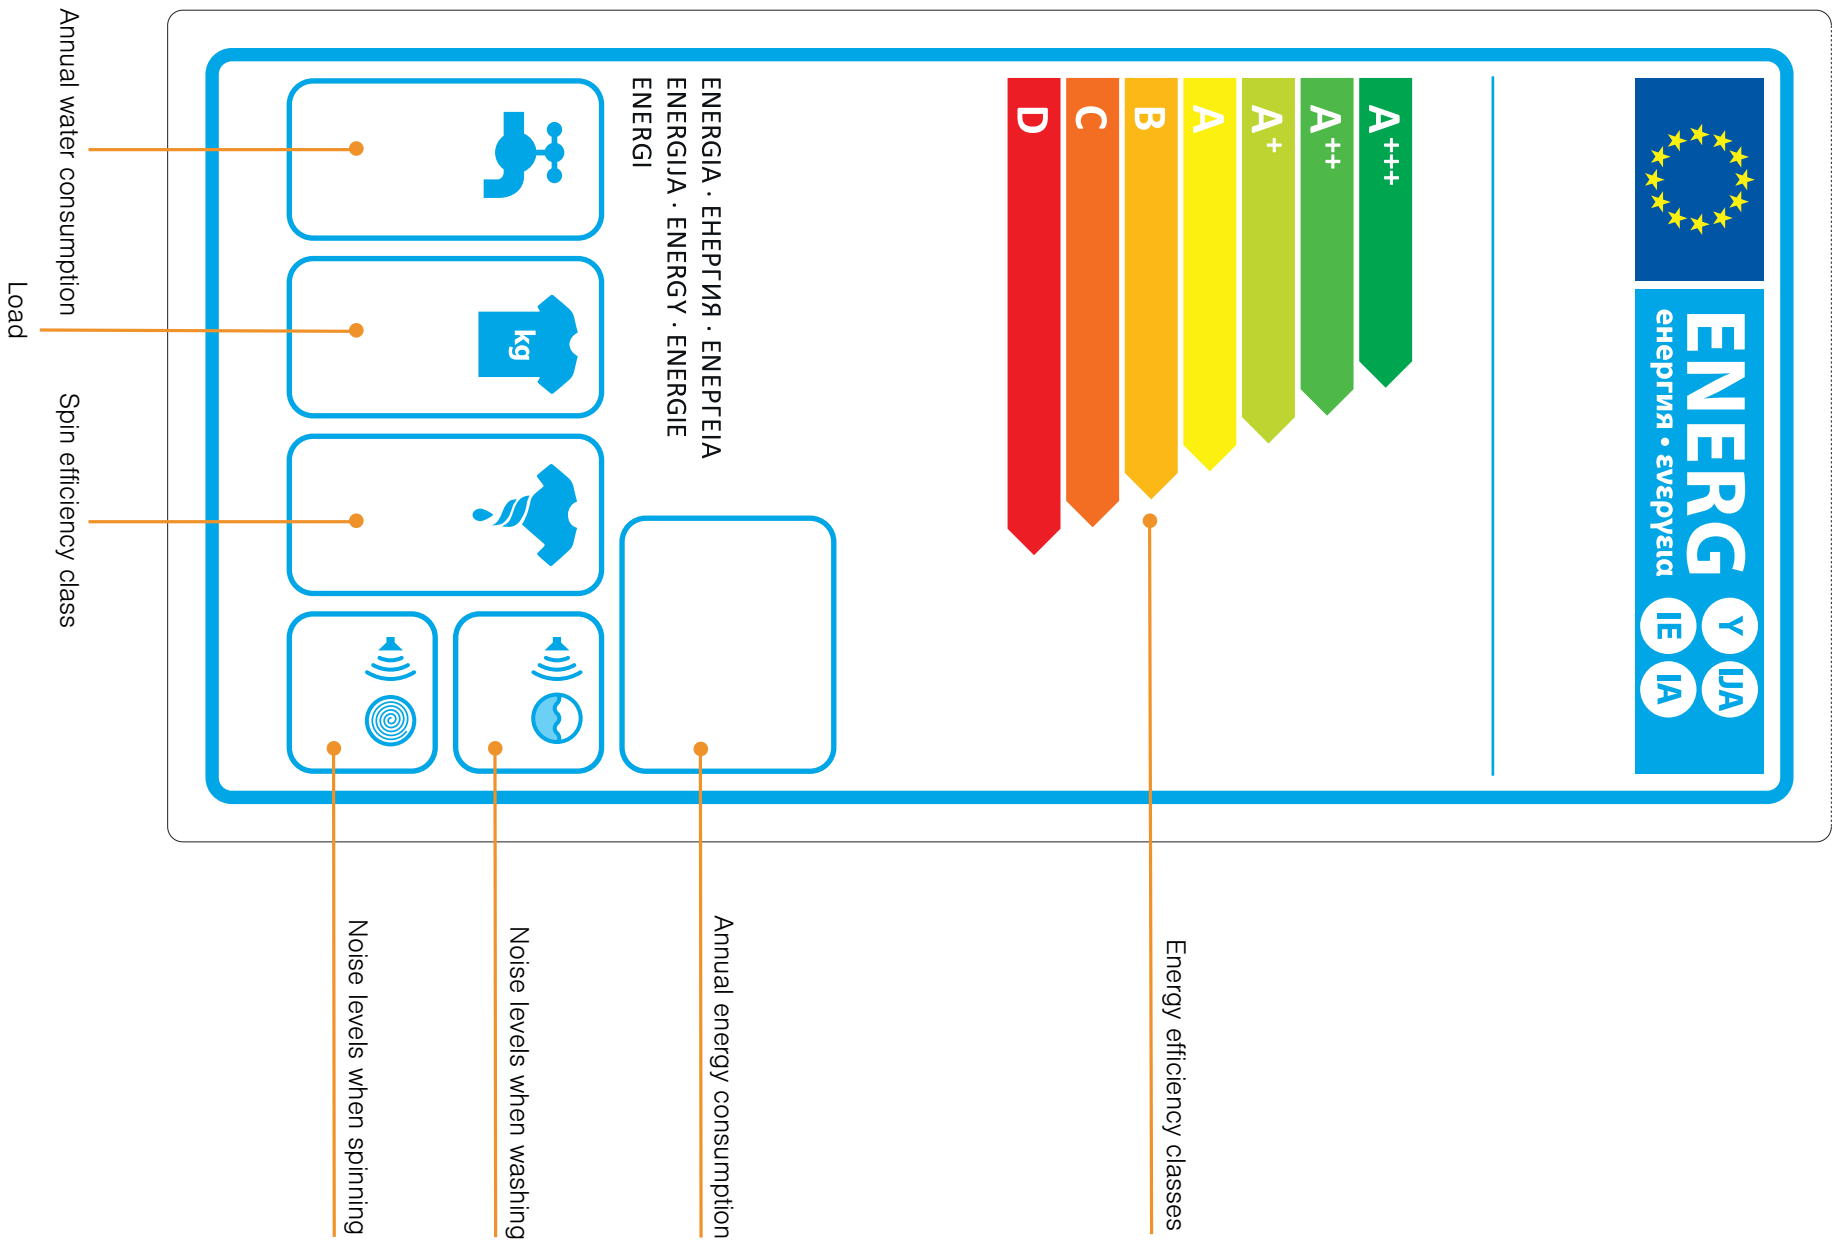 ENERG
енергия · ενεργεια
Y
IJA
IE
IA
A+++
A++
A+
A
B
C
D
Energy efficiency classes
ENERGIA · ЕНЕРГИЯ · ΕΝΕΡΓΕΙΑ
ENERGIJA · ENERGY · ENERGIE
ENERGI
Annual energy consumption
kg
Noise levels when washing
Noise levels when spinning
Annual water consumption
Load
Spin efficiency class